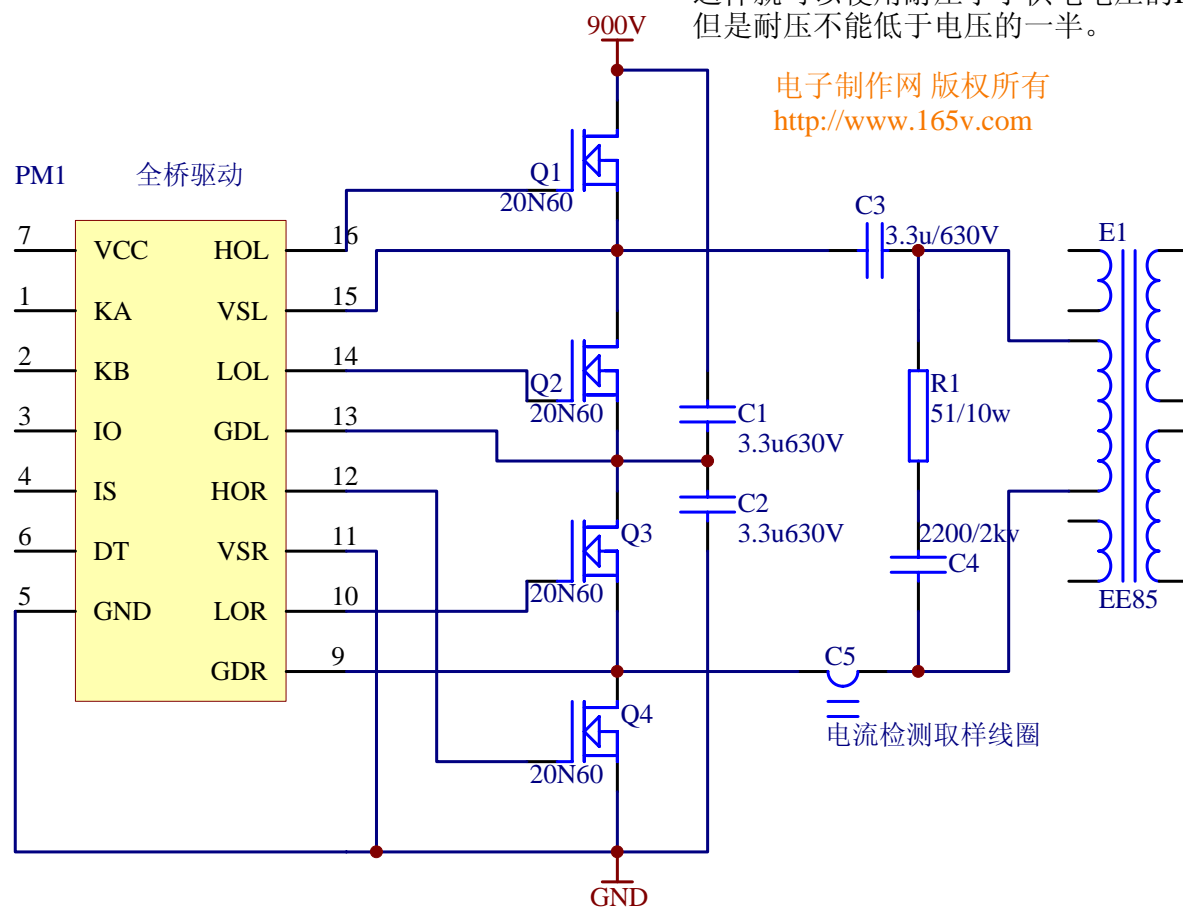 但是耐压不能低于电压的一半。
900V
电子制作网 版权所有
http://www.165v.com
PM1
全桥驱动
7
VCC
HOL
16
1
KA
VSL
15
2
KB
LOL
14
3
IO
GDL
13
4
IS
HOR
12
6
DT
VSR
11
5
GND
LOR
10
GDR
9
Q1
20N60
Q2
20N60
Q3
20N60
Q4
20N60
C1
3.3u630V
C2
3.3u630V
C3
3.3u/630V
R1
51/10w
2200/2kv
C4
C5
电流检测取样线圈
E1
EE85
GND